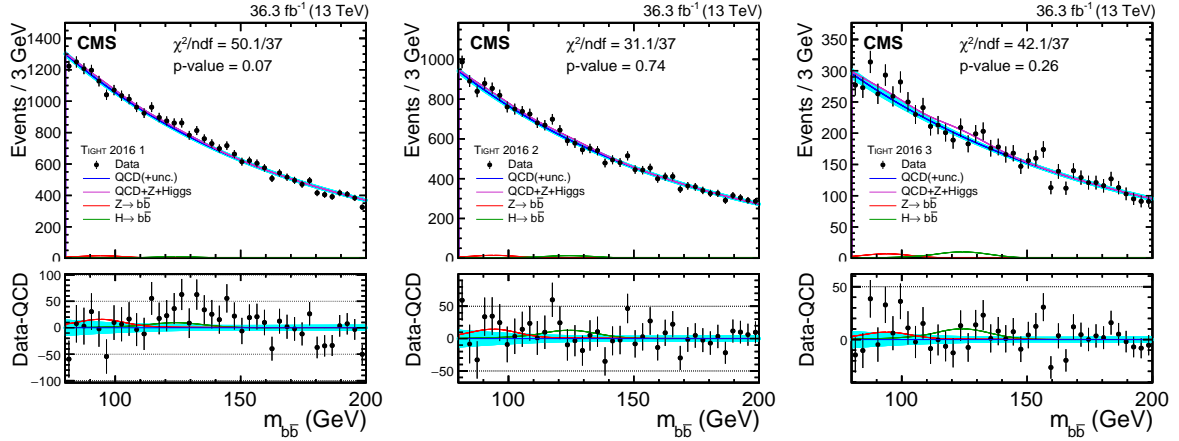 36.3 fb⁻¹ (13 TeV)
CMS
χ²/ndf = 50.1/37
p-value = 0.07
Events / 3 GeV
1400
1200
1000
800
600
400
200
0
TIGHT 2016 1
Data
QCD(+unc.)
QCD+Z+Higgs
Z→ bb̅
H→ bb̅
Data-QCD
100
50
0
−50
−100
100
150
200
m_bb̅ (GeV)
36.3 fb⁻¹ (13 TeV)
CMS
χ²/ndf = 31.1/37
p-value = 0.74
Events / 3 GeV
1000
800
600
400
200
0
TIGHT 2016 2
Data
QCD(+unc.)
QCD+Z+Higgs
Z→ bb̅
H→ bb̅
Data-QCD
50
0
−50
100
150
200
m_bb̅ (GeV)
36.3 fb⁻¹ (13 TeV)
CMS
χ²/ndf = 42.1/37
p-value = 0.26
Events / 3 GeV
350
300
250
200
150
100
50
0
TIGHT 2016 3
Data
QCD(+unc.)
QCD+Z+Higgs
Z→ bb̅
H→ bb̅
Data-QCD
50
0
100
150
200
m_bb̅ (GeV)